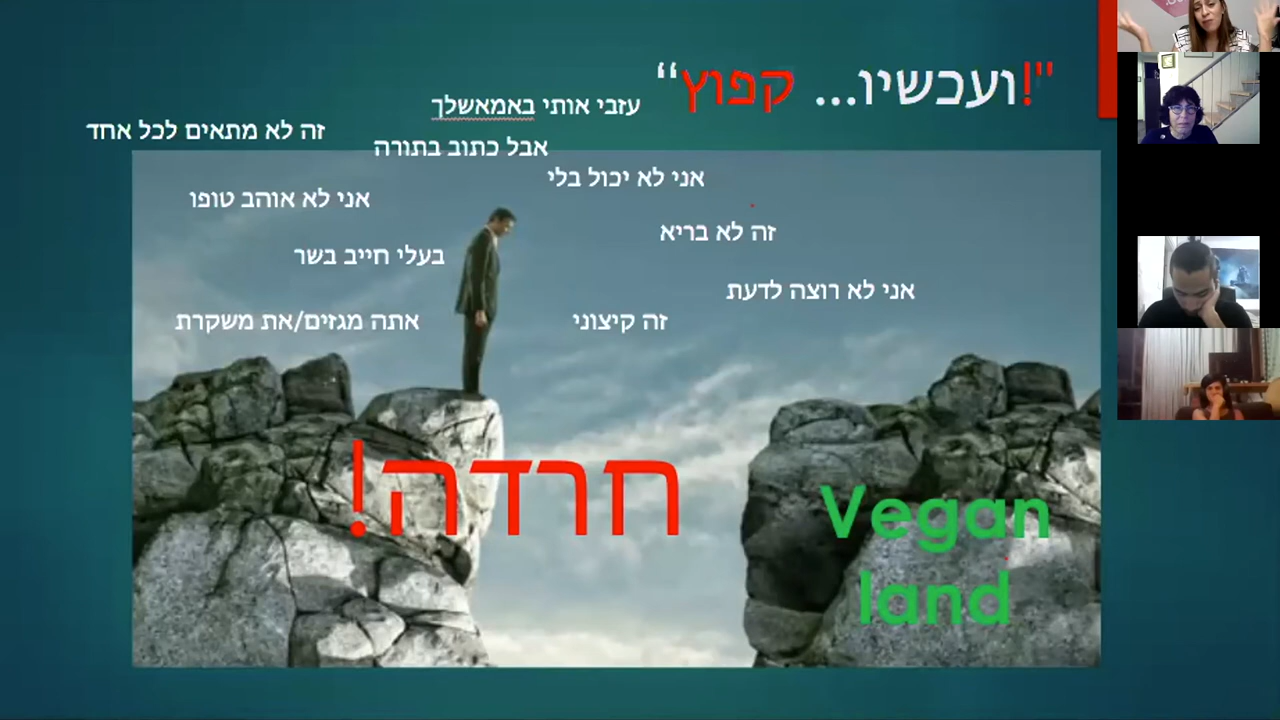 "ועכשיו... קפוץ!"
עזבי אותי באמאשלך
זה לא מתאים לכל אחד
אבל כתוב בתורה
אני לא יכול בלי
אני לא אוהב טופו
זה לא בריא
בעלי חייב בשר
אני לא רוצה לדעת
זה קיצוני
אתה מגזים/את משקרת
חרדה!
Vegan
land